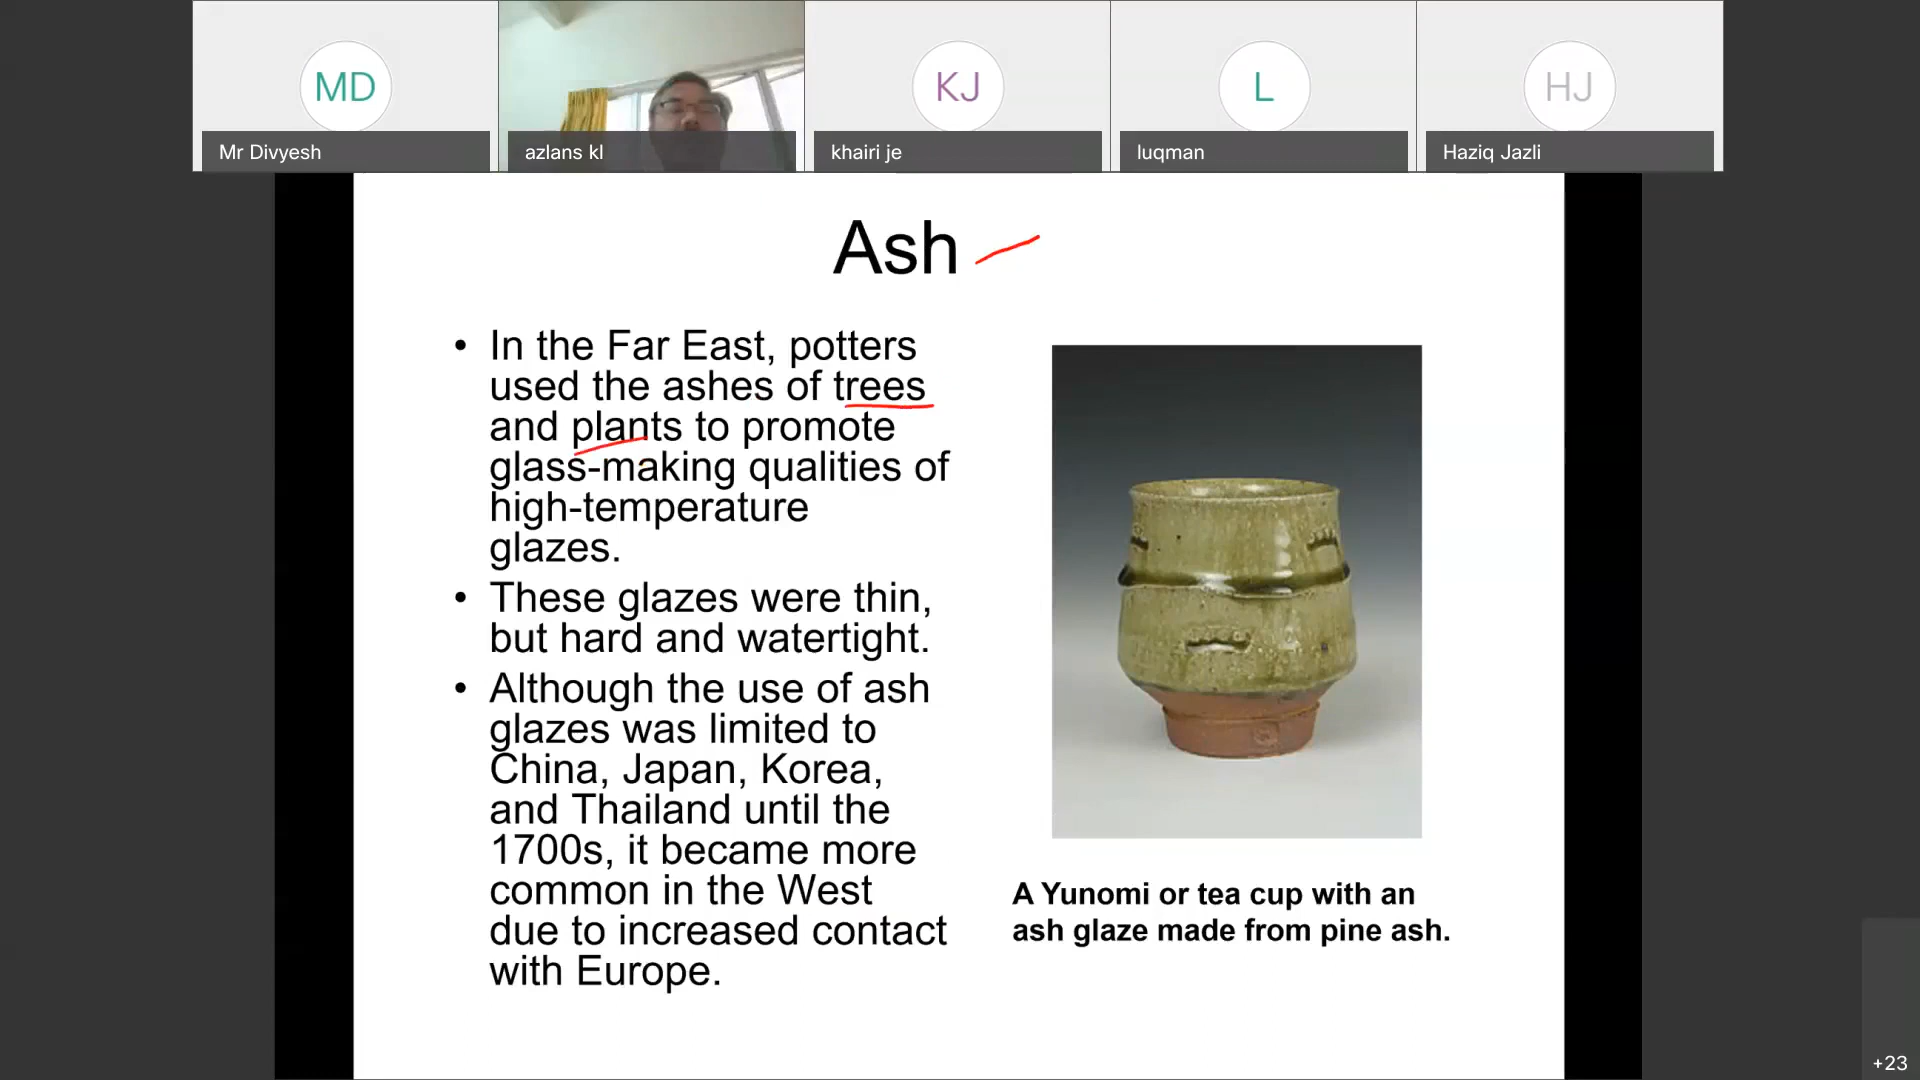 MD
KJ
L
HJ
Mr Divyesh
azlans kl
khairi je
luqman
Haziq Jazli
Ash
• In the Far East, potters
used the ashes of trees
and plants to promote
glass-making qualities of
high-temperature
glazes.
• These glazes were thin,
but hard and watertight.
• Although the use of ash
glazes was limited to
China, Japan, Korea,
and Thailand until the
1700s, it became more
common in the West
due to increased contact
with Europe.
A Yunomi or tea cup with an
ash glaze made from pine ash.
+23